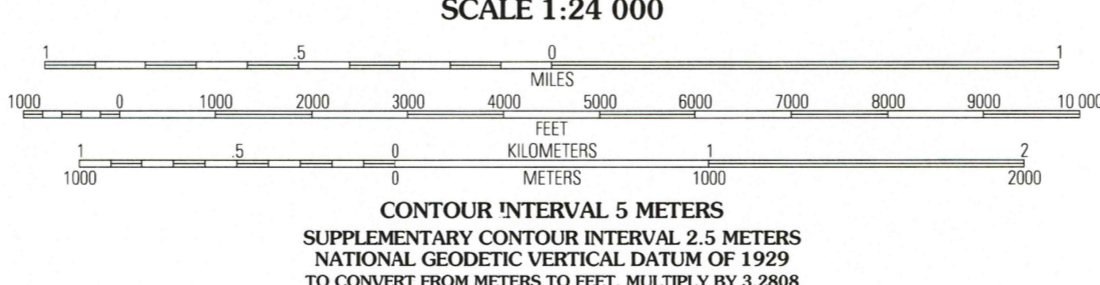 SCALE 1:24 000
1 .5 0 1
MILES
1000 0 1000 2000 3000 4000 5000 6000 7000 8000 9000 10 000
FEET
1 .5 0 KILOMETERS 1 2
1000 0 METERS 1000 2000
CONTOUR INTERVAL 5 METERS
SUPPLEMENTARY CONTOUR INTERVAL 2.5 METERS
NATIONAL GEODETIC VERTICAL DATUM OF 1929
TO CONVERT FROM METERS TO FEET, MULTIPLY BY 3.2808